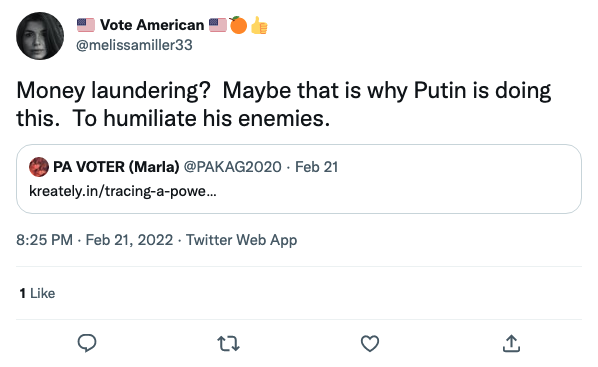 🇺🇸 Vote American 🇺🇸🍊👍
@melissamiller33
Money laundering?  Maybe that is why Putin is doing
this.  To humiliate his enemies.
PA VOTER (Marla) @PAKAG2020 · Feb 21
kreately.in/tracing-a-powe...
8:25 PM · Feb 21, 2022 · Twitter Web App
1 Like